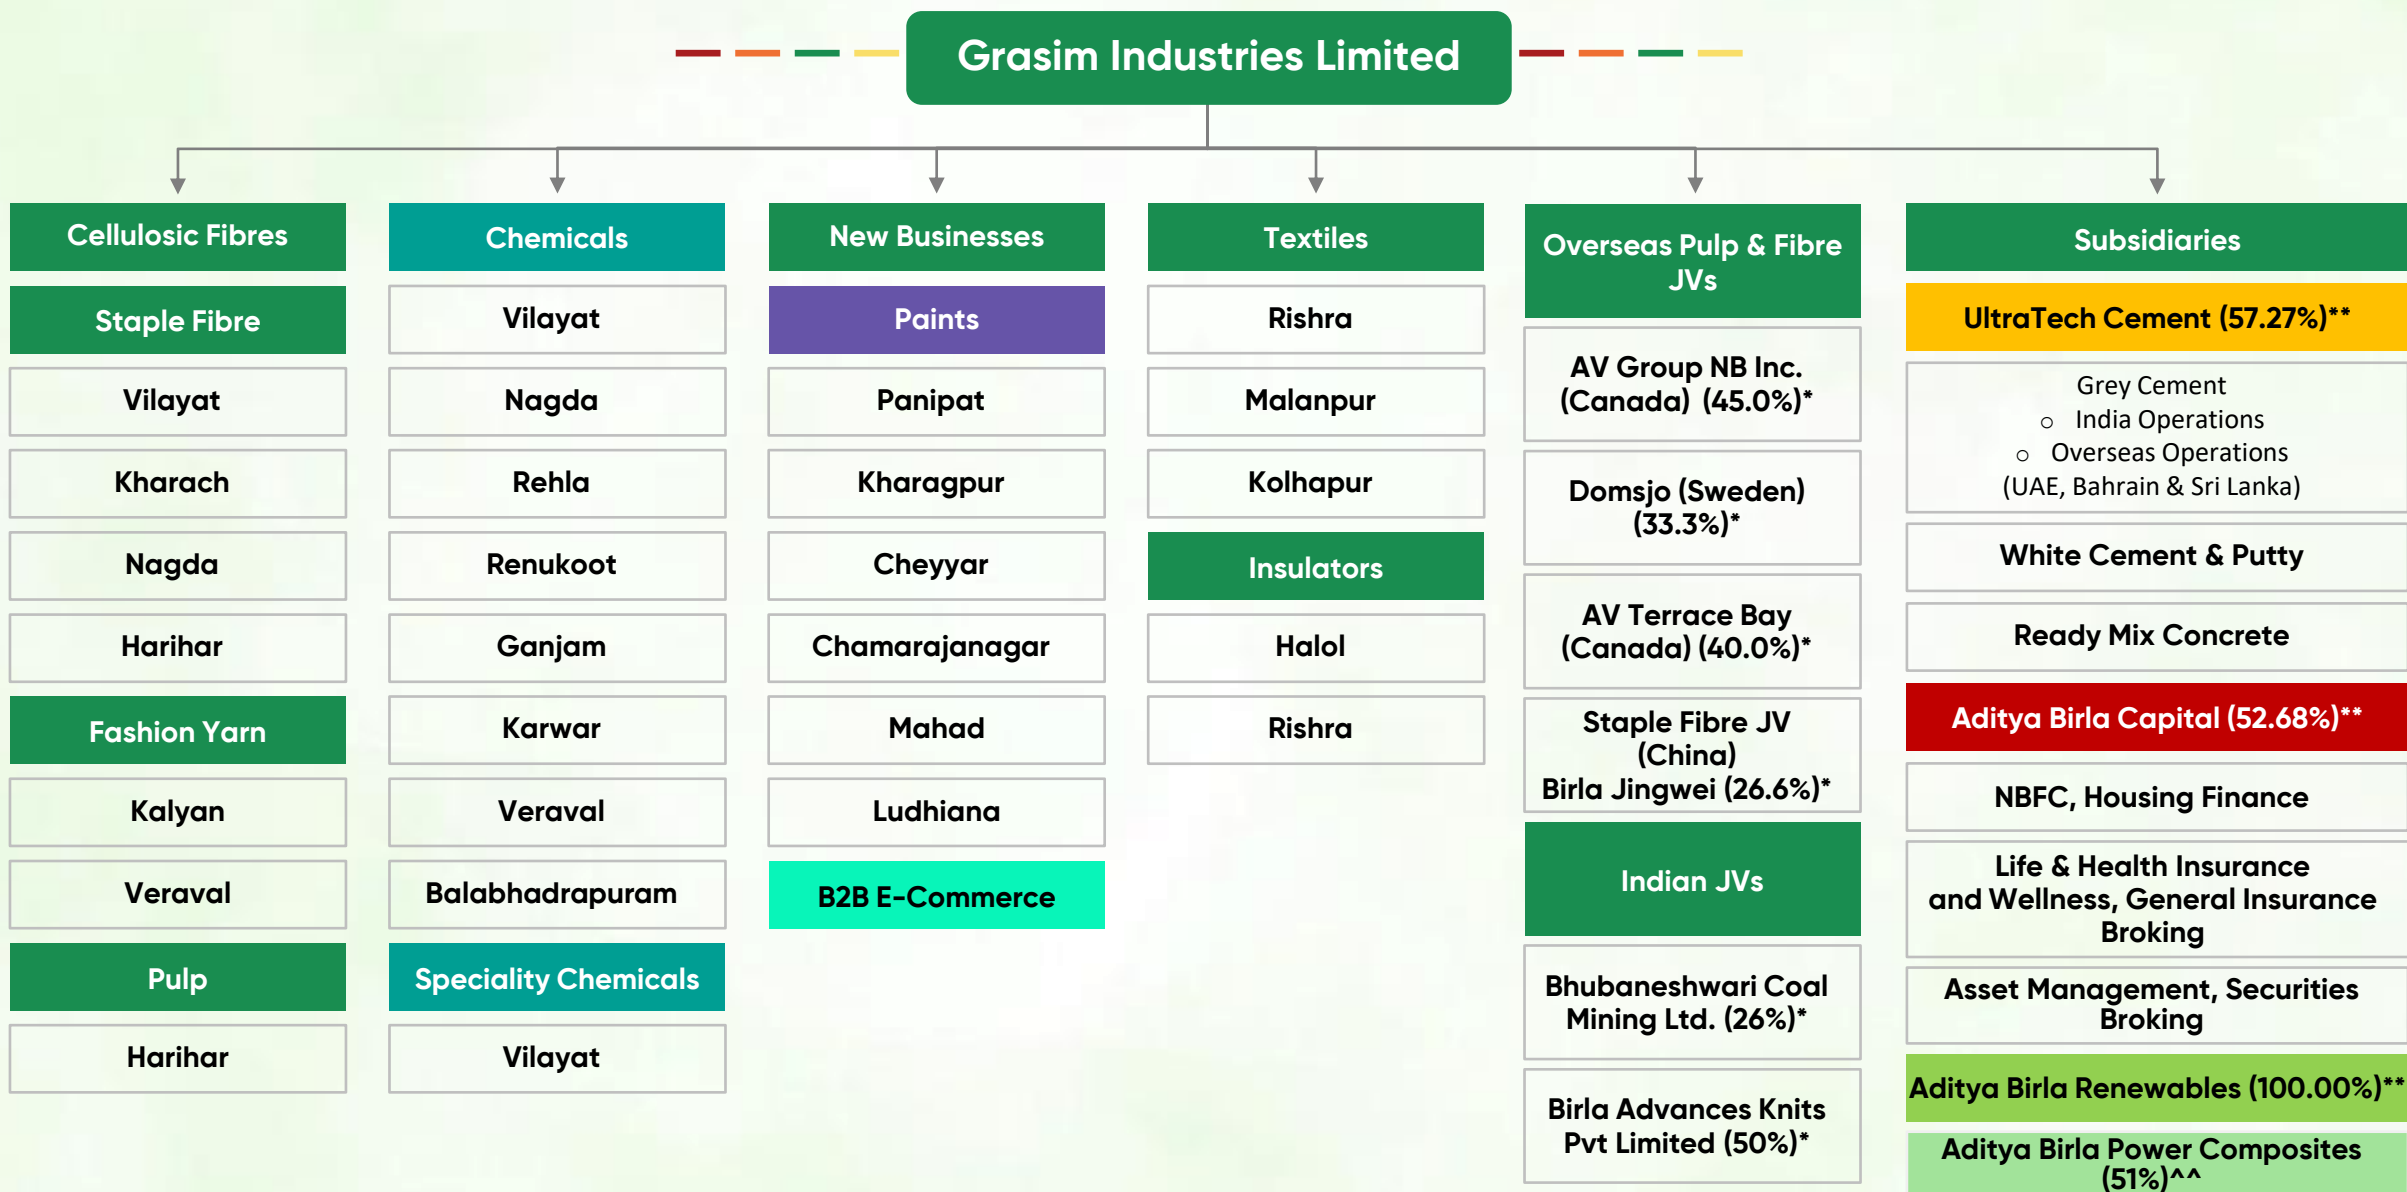 Grasim Industries Limited
Cellulosic Fibres
Staple Fibre
Vilayat
Kharach
Nagda
Harihar
Fashion Yarn
Kalyan
Veraval
Pulp
Harihar
Chemicals
Vilayat
Nagda
Rehla
Renukoot
Ganjam
Karwar
Veraval
Balabhadrapuram
Speciality Chemicals
Vilayat
New Businesses
Paints
Panipat
Kharagpur
Cheyyar
Chamarajanagar
Mahad
Ludhiana
B2B E-Commerce
Textiles
Rishra
Malanpur
Kolhapur
Insulators
Halol
Rishra
Overseas Pulp & Fibre
JVs
AV Group NB Inc.
(Canada) (45.0%)*
Domsjo (Sweden)
(33.3%)*
AV Terrace Bay
(Canada) (40.0%)*
Staple Fibre JV
(China)
Birla Jingwei (26.6%)*
Indian JVs
Bhubaneshwari Coal
Mining Ltd. (26%)*
Birla Advances Knits
Pvt Limited (50%)*
Subsidiaries
UltraTech Cement (57.27%)**
Grey Cement
o India Operations
o Overseas Operations
(UAE, Bahrain & Sri Lanka)
White Cement & Putty
Ready Mix Concrete
Aditya Birla Capital (52.68%)**
NBFC, Housing Finance
Life & Health Insurance
and Wellness, General Insurance
Broking
Asset Management, Securities
Broking
Aditya Birla Renewables (100.00%)**
Aditya Birla Power Composites
(51%)^^